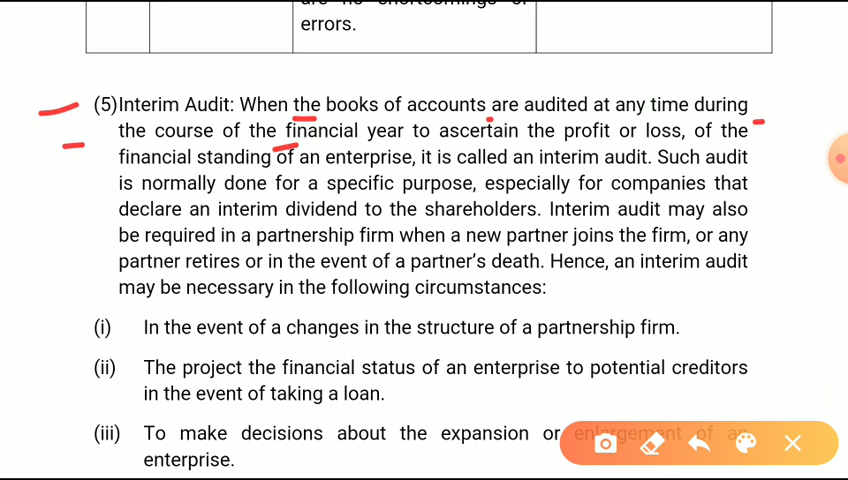 errors.
(5)Interim Audit: When the books of accounts are audited at any time during
the course of the financial year to ascertain the profit or loss, of the
financial standing of an enterprise, it is called an interim audit. Such audit
is normally done for a specific purpose, especially for companies that
declare an interim dividend to the shareholders. Interim audit may also
be required in a partnership firm when a new partner joins the firm, or any
partner retires or in the event of a partner's death. Hence, an interim audit
may be necessary in the following circumstances:
(i) In the event of a changes in the structure of a partnership firm.
(ii) The project the financial status of an enterprise to potential creditors
in the event of taking a loan.
(iii) To make decisions about the expansion or enlargement of an
enterprise.